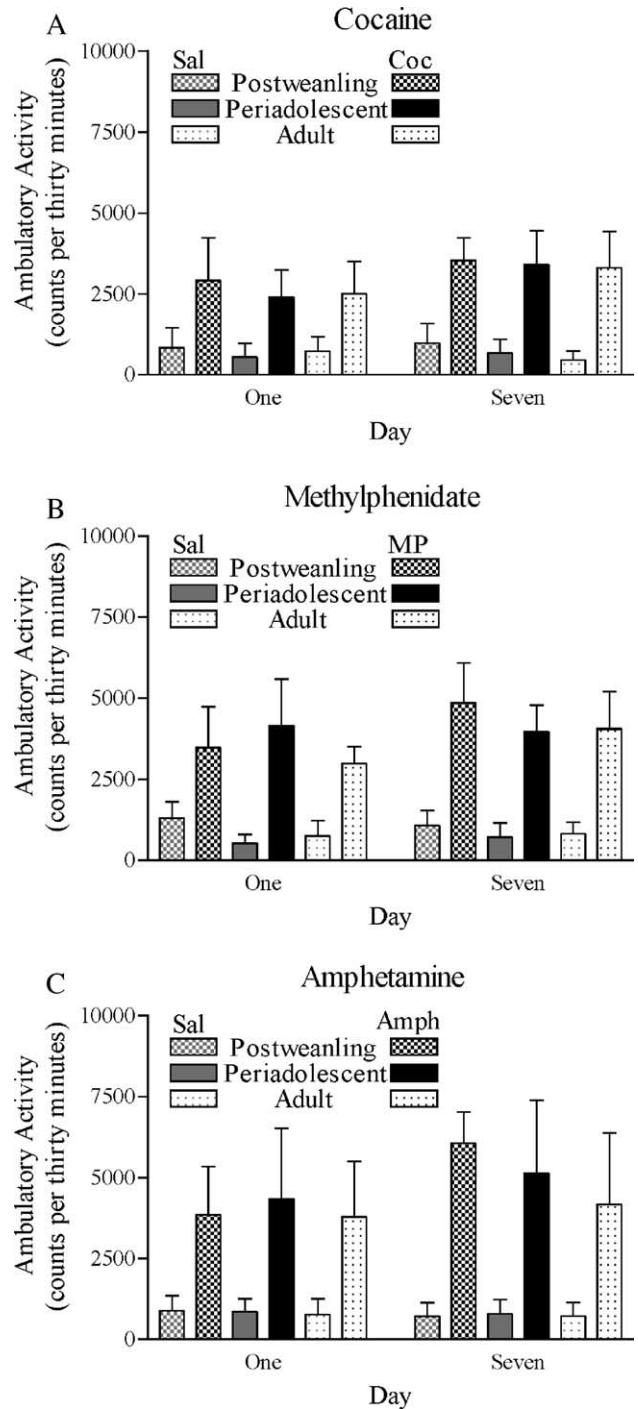 A
Cocaine
Ambulatory Activity
(counts per thirty minutes)
10000
7500
5000
2500
0
Sal Coc
Postweanling
Periadolescent
Adult
One Seven
Day
B
Methylphenidate
Ambulatory Activity
(counts per thirty minutes)
10000
7500
5000
2500
0
Sal MP
Postweanling
Periadolescent
Adult
One Seven
Day
C
Amphetamine
Ambulatory Activity
(counts per thirty minutes)
10000
7500
5000
2500
0
Sal Amph
Postweanling
Periadolescent
Adult
One Seven
Day